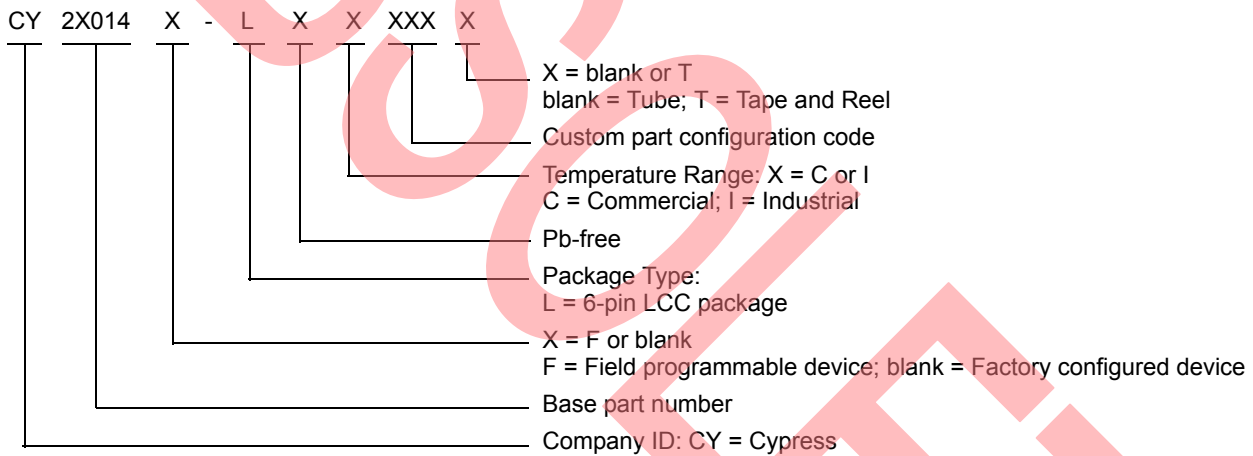 CY 2X014 X - L X X XXX X
X = blank or T
blank = Tube; T = Tape and Reel
Custom part configuration code
Temperature Range: X = C or I
C = Commercial; I = Industrial
Pb-free
Package Type:
L = 6-pin LCC package
X = F or blank
F = Field programmable device; blank = Factory configured device
Base part number
Company ID: CY = Cypress